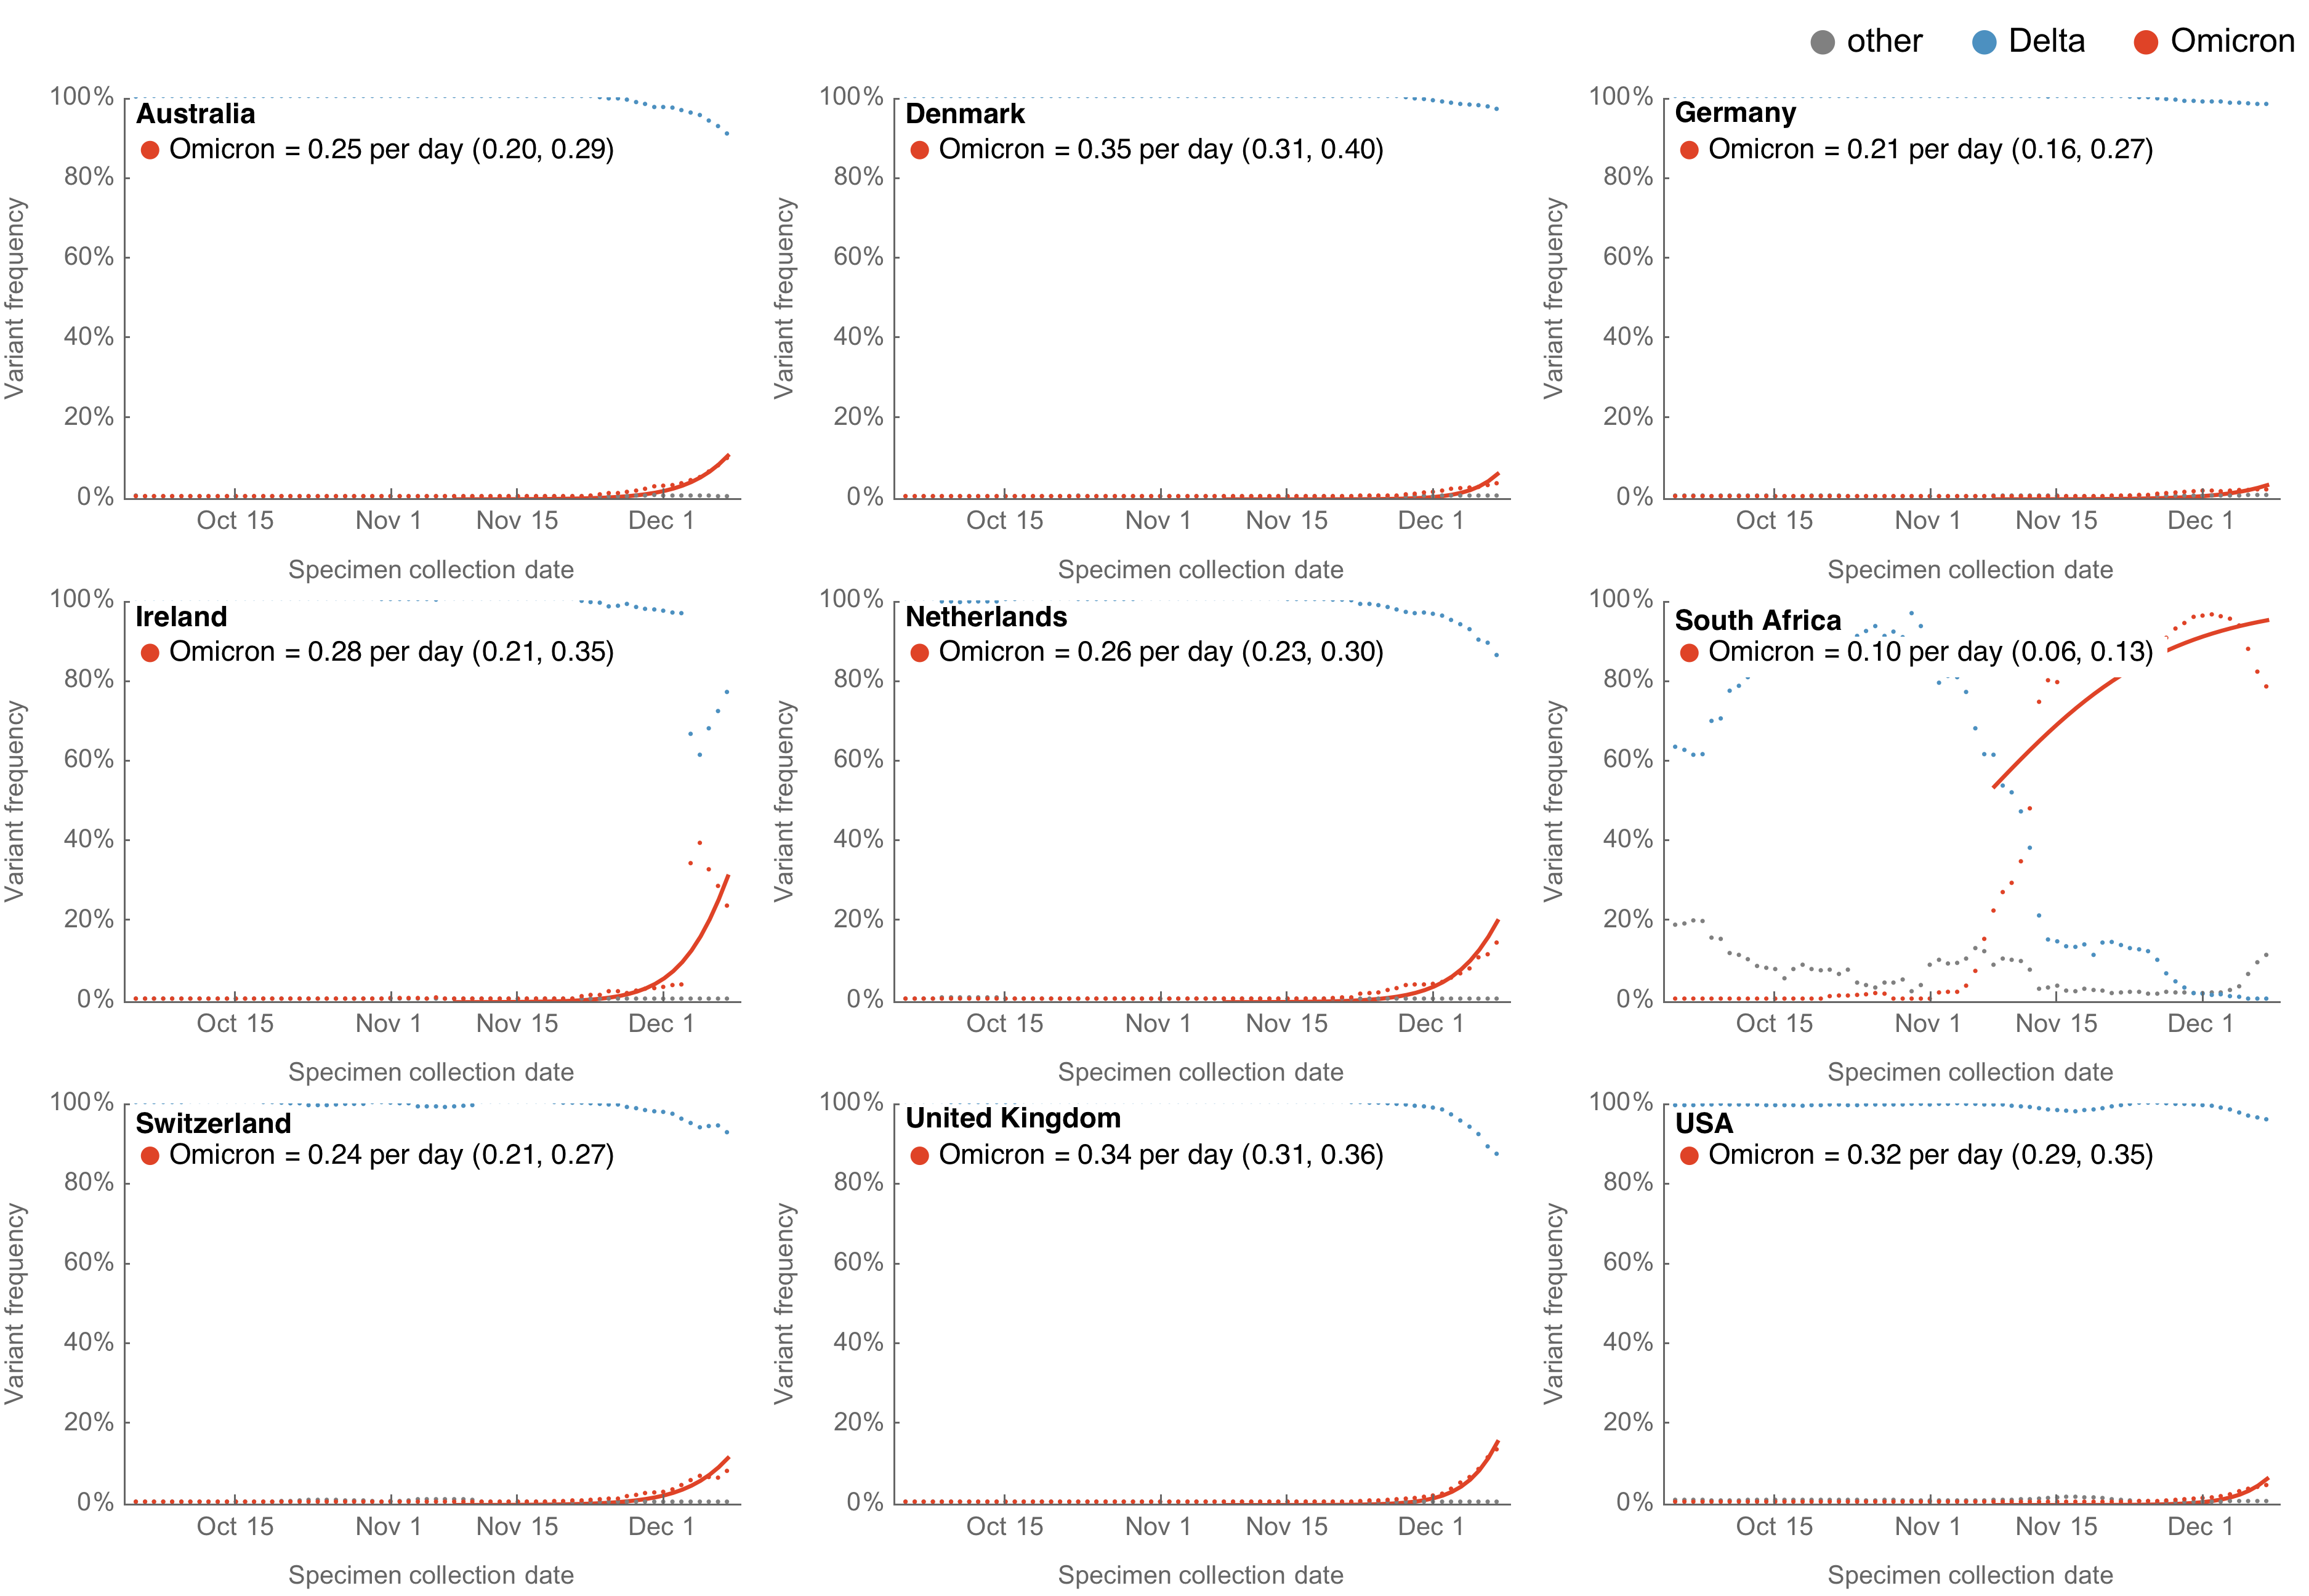 other Delta Omicron
Australia
Omicron = 0.25 per day (0.20, 0.29)
100%
80%
60%
40%
20%
0%
Variant frequency
Oct 15 Nov 1 Nov 15 Dec 1
Specimen collection date
Denmark
Omicron = 0.35 per day (0.31, 0.40)
100%
80%
60%
40%
20%
0%
Variant frequency
Oct 15 Nov 1 Nov 15 Dec 1
Specimen collection date
Germany
Omicron = 0.21 per day (0.16, 0.27)
100%
80%
60%
40%
20%
0%
Variant frequency
Oct 15 Nov 1 Nov 15 Dec 1
Specimen collection date
Ireland
Omicron = 0.28 per day (0.21, 0.35)
100%
80%
60%
40%
20%
0%
Variant frequency
Oct 15 Nov 1 Nov 15 Dec 1
Specimen collection date
Netherlands
Omicron = 0.26 per day (0.23, 0.30)
100%
80%
60%
40%
20%
0%
Variant frequency
Oct 15 Nov 1 Nov 15 Dec 1
Specimen collection date
South Africa
Omicron = 0.10 per day (0.06, 0.13)
100%
80%
60%
40%
20%
0%
Variant frequency
Oct 15 Nov 1 Nov 15 Dec 1
Specimen collection date
Switzerland
Omicron = 0.24 per day (0.21, 0.27)
100%
80%
60%
40%
20%
0%
Variant frequency
Oct 15 Nov 1 Nov 15 Dec 1
Specimen collection date
United Kingdom
Omicron = 0.34 per day (0.31, 0.36)
100%
80%
60%
40%
20%
0%
Variant frequency
Oct 15 Nov 1 Nov 15 Dec 1
Specimen collection date
USA
Omicron = 0.32 per day (0.29, 0.35)
100%
80%
60%
40%
20%
0%
Variant frequency
Oct 15 Nov 1 Nov 15 Dec 1
Specimen collection date